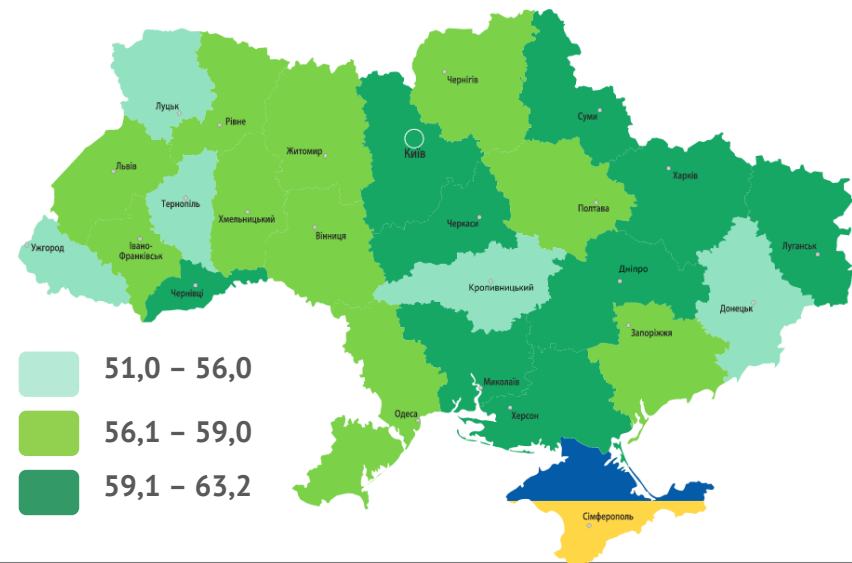 Чернігів
Луцьк
Суми
Рівне
Житомир
Київ
Львів
Харків
Тернопіль
Полтава
Хмельницький
Черкаси
Вінниця
Ужгород
Івано-
Франківськ
Луганськ
Дніпро
Кропивницький
Чернівці
Донецьк
Запоріжжя
51,0 – 56,0
Миколаїв
Одеса
Херсон
56,1 – 59,0
59,1 – 63,2
Сімферополь